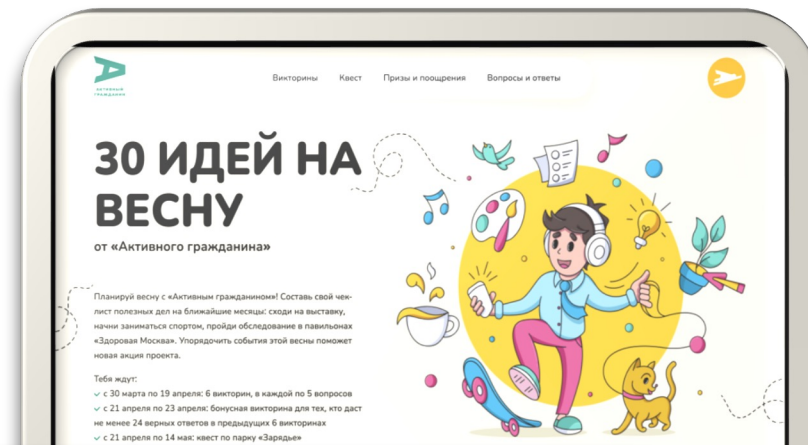 Викторины Квест Призы и поощрения Вопросы и ответы
АКТИВНЫЙ
ГРАЖДАНИН
30 ИДЕЙ НА
ВЕСНУ
от «Активного гражданина»
Планируй весну с «Активным гражданином»! Составь свой чек-
лист полезных дел на ближайшие месяцы: сходи на выставку,
начни заниматься спортом, пройди обследование в павильонах
«Здоровая Москва». Упорядочить события этой весны поможет
новая акция проекта.
Тебя ждут:
с 30 марта по 19 апреля: 6 викторин, в каждой по 5 вопросов
с 21 апреля по 23 апреля: бонусная викторина для тех, кто даст
не менее 24 верных ответов в предыдущих 6 викторинах
с 21 апреля по 14 мая: квест по парку «Зарядье»